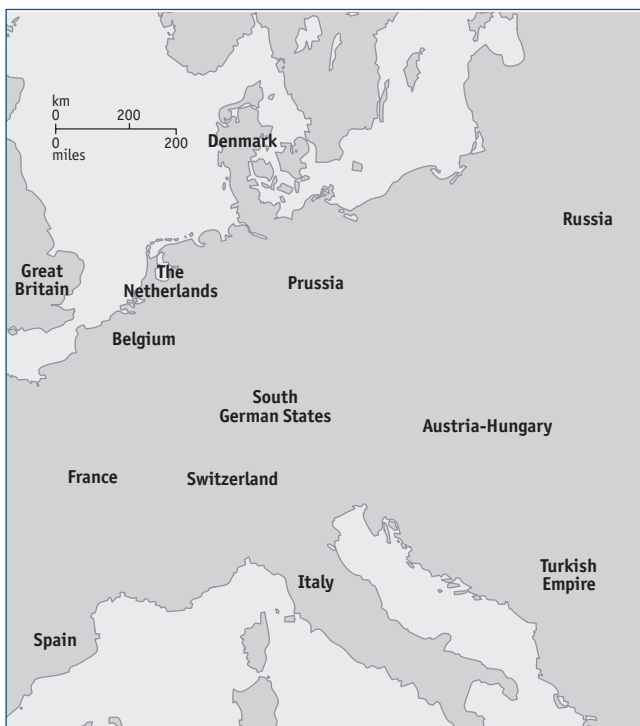 km
0 200
0 200
miles
Denmark
Russia
Great
Britain
The
Netherlands
Prussia
Belgium
South
German States
Austria-Hungary
France
Switzerland
Turkish
Empire
Italy
Spain